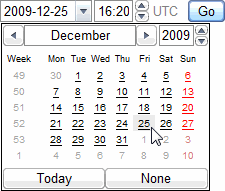 2009-12-25 16:20 UTC Go
December 2009
Week Mon Tue Wed Thu Fri Sat Sun
49 30 1 2 3 4 5 6
50 7 8 9 10 11 12 13
51 14 15 16 17 18 19 20
52 21 22 23 24 25 26 27
53 28 29 30 31 1 2 3
1 4 5 6 7 8 9 10
Today None